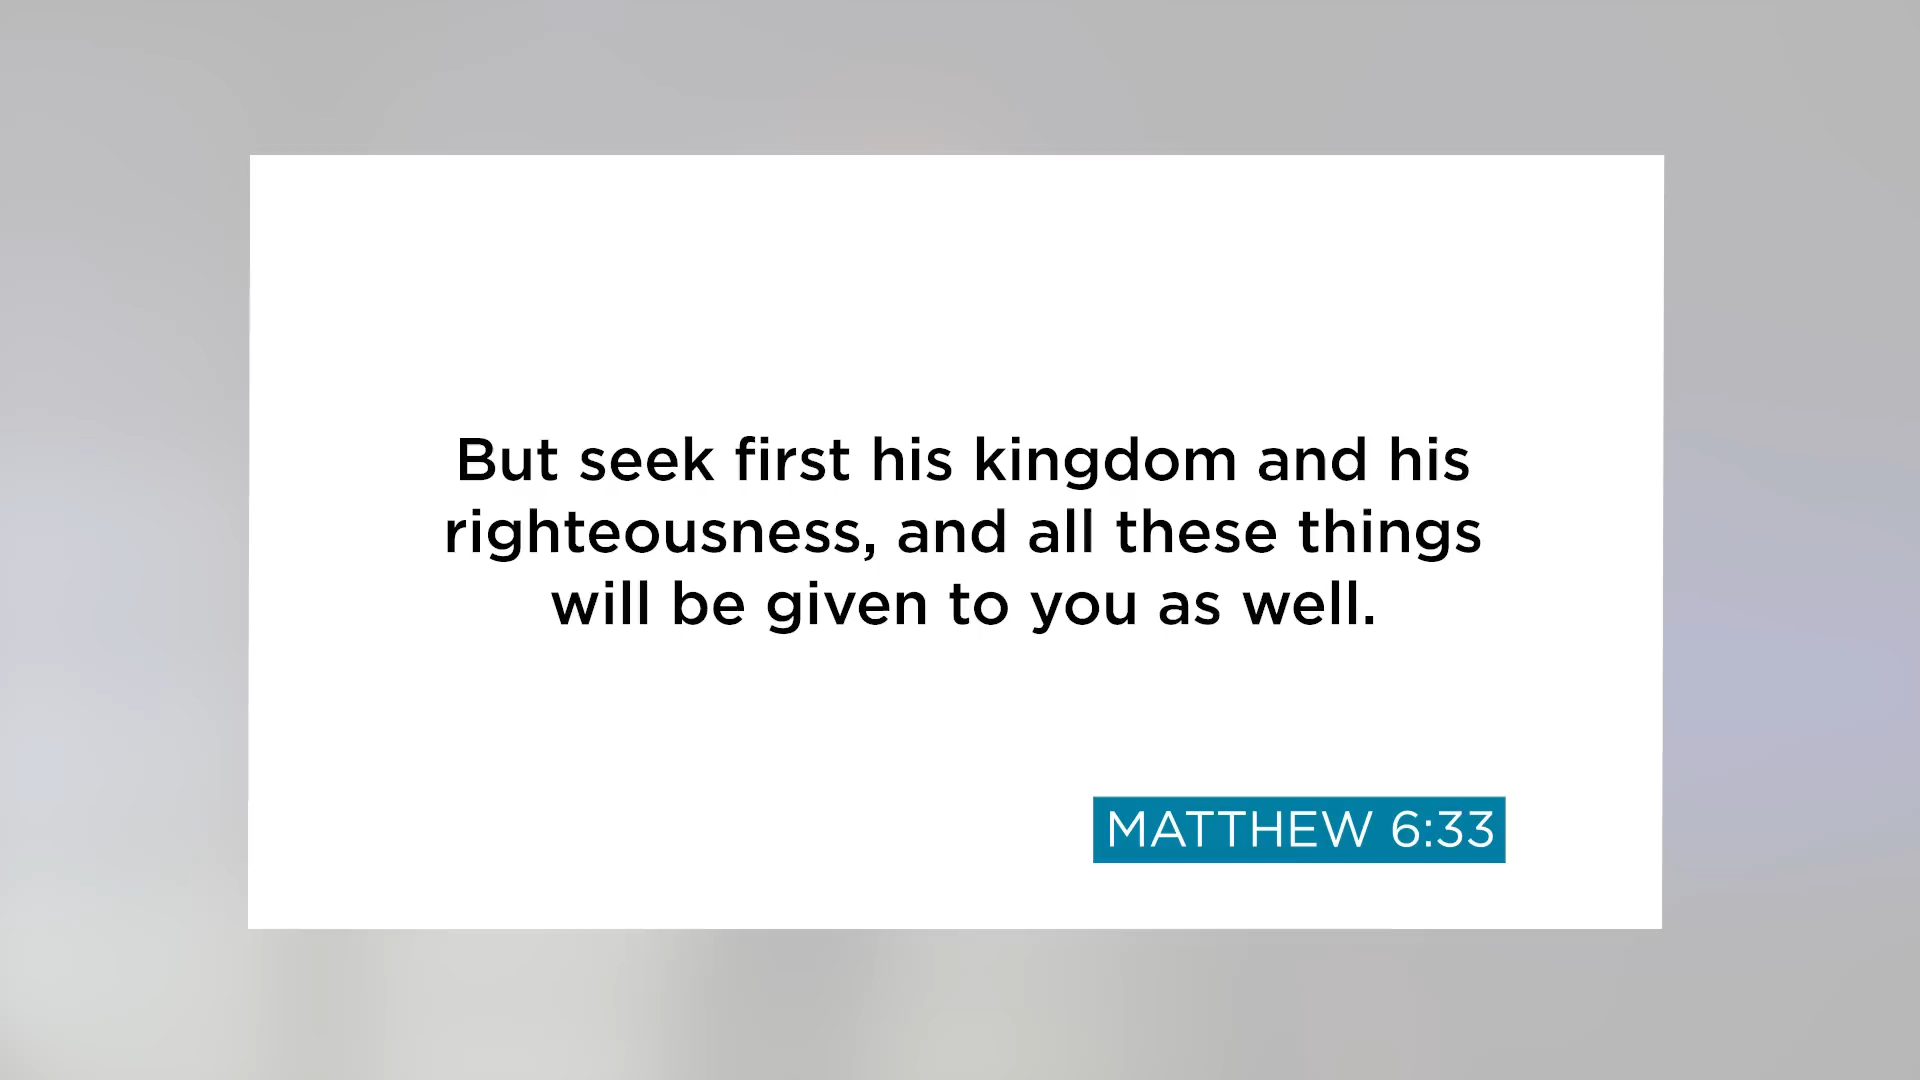 But seek first his kingdom and his
righteousness, and all these things
will be given to you as well.
MATTHEW 6:33